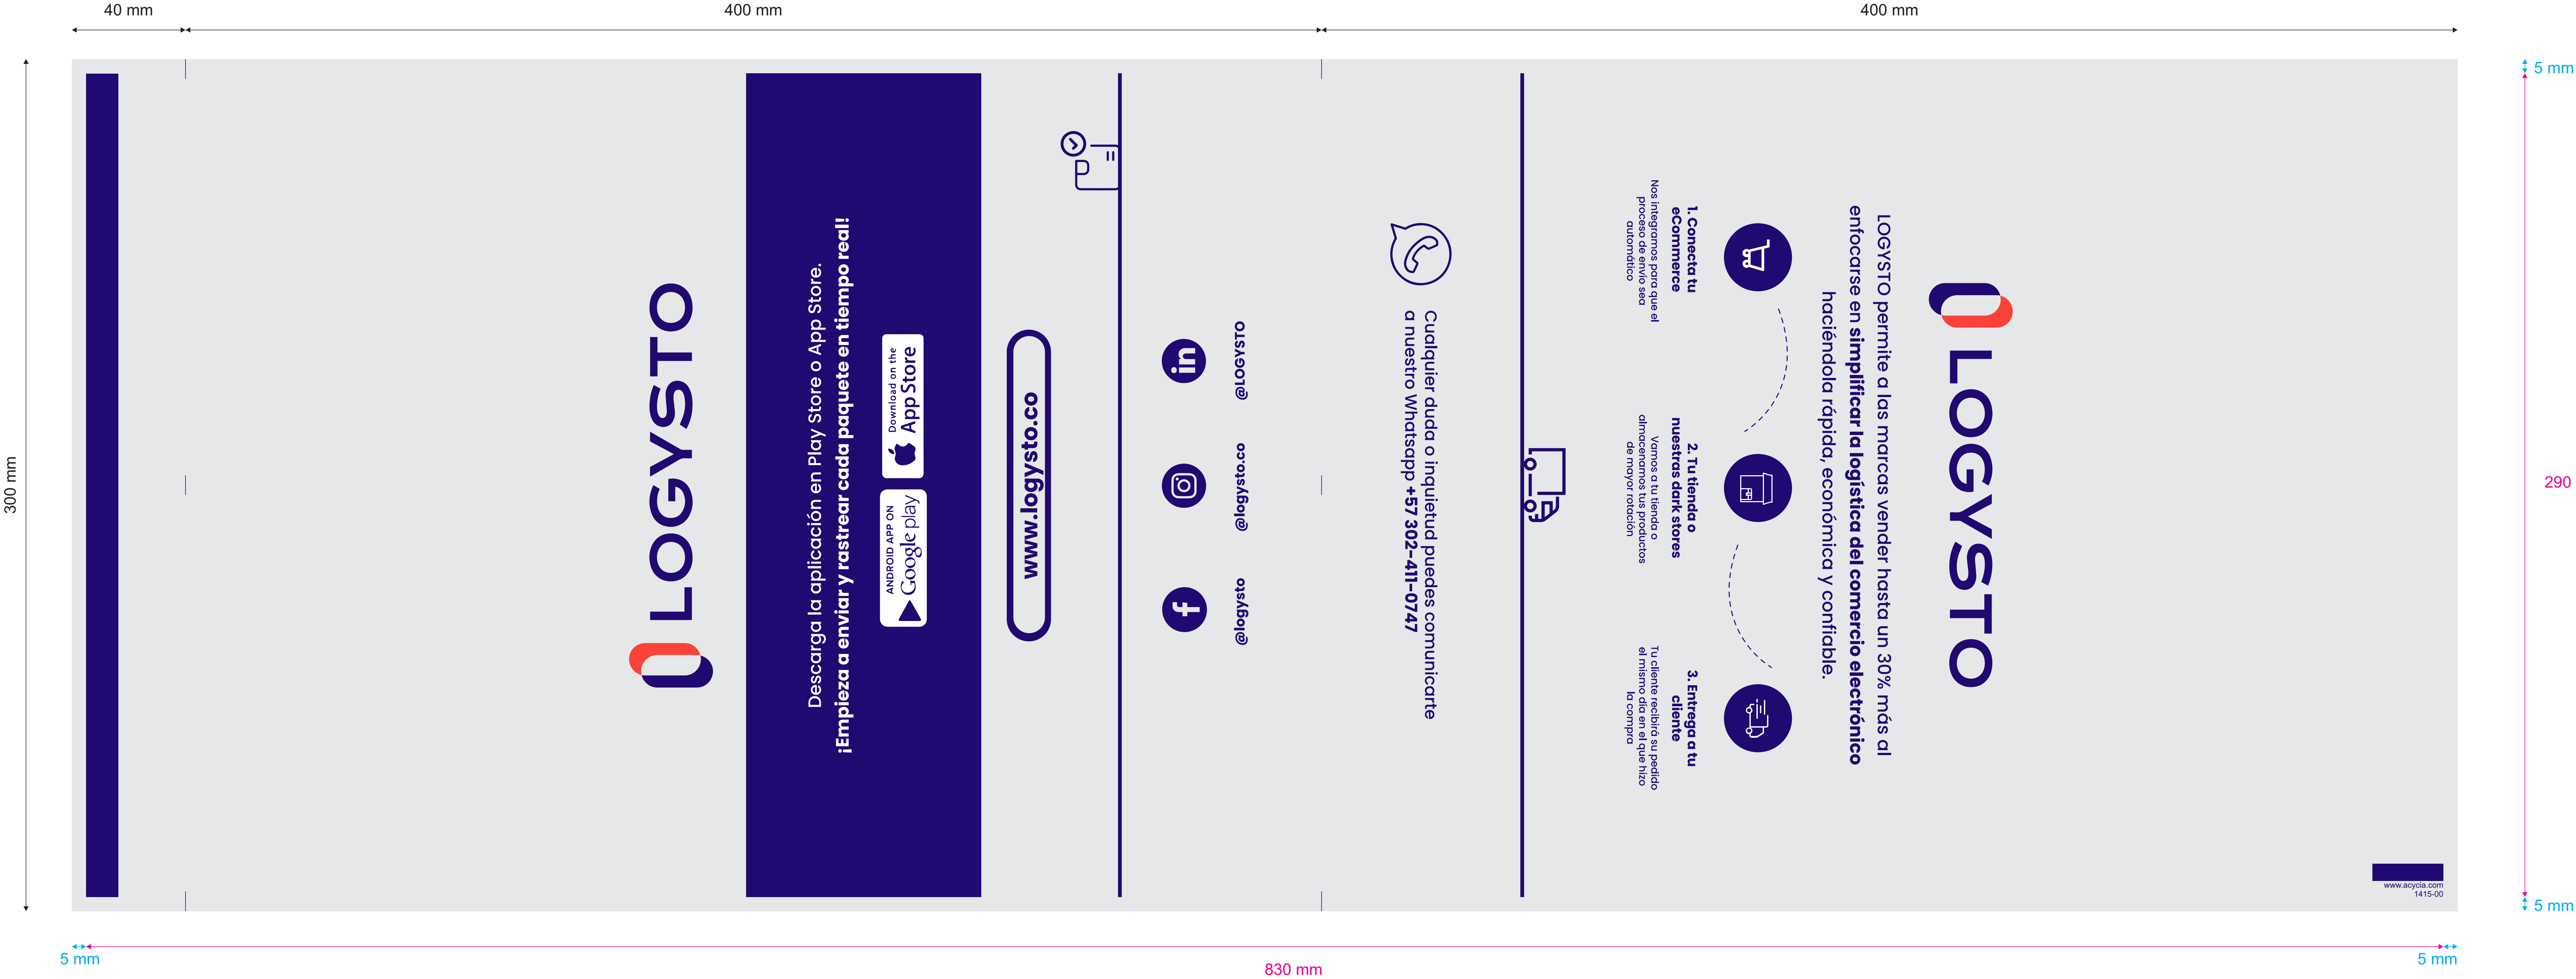 40 mm
400 mm
400 mm
300 mm
LOGYSTO
Descarga la aplicación en Play Store o App Store.
¡Empieza a enviar y rastrear cada paquete en tiempo real!
ANDROID APP ON
Google play
Download on the
App Store
www.logysto.co
f
@logysto
@logysto.co
in
@LOGYSTO
LOGYSTO
LOGYSTO permite a las marcas vender hasta un 30% más al
enfocarse en simplificar la logística del comercio electrónico
haciéndola rápida, económica y confiable.
1. Conecta tu
eCommerce
Nos integramos para que el
proceso de envío sea
automático
2. Tu tienda o
nuestras dark stores
Vamos a tu tienda o
almacenamos tus productos
de mayor rotación
3. Entrega a tu
cliente
Tu cliente recibirá su pedido
el mismo día en el que hizo
la compra
Cualquier duda o inquietud puedes comunicarte
a nuestro Whatsapp +57 302-411-0747
www.acycia.com
1415-00
5 mm
290
5 mm
5 mm
830 mm
5 mm